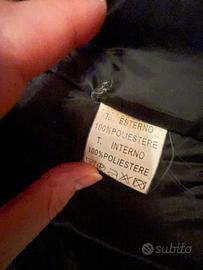 T. ESTERNO
100%POLIESTERE
T. INTERNO
100%POLIESTERE
subito